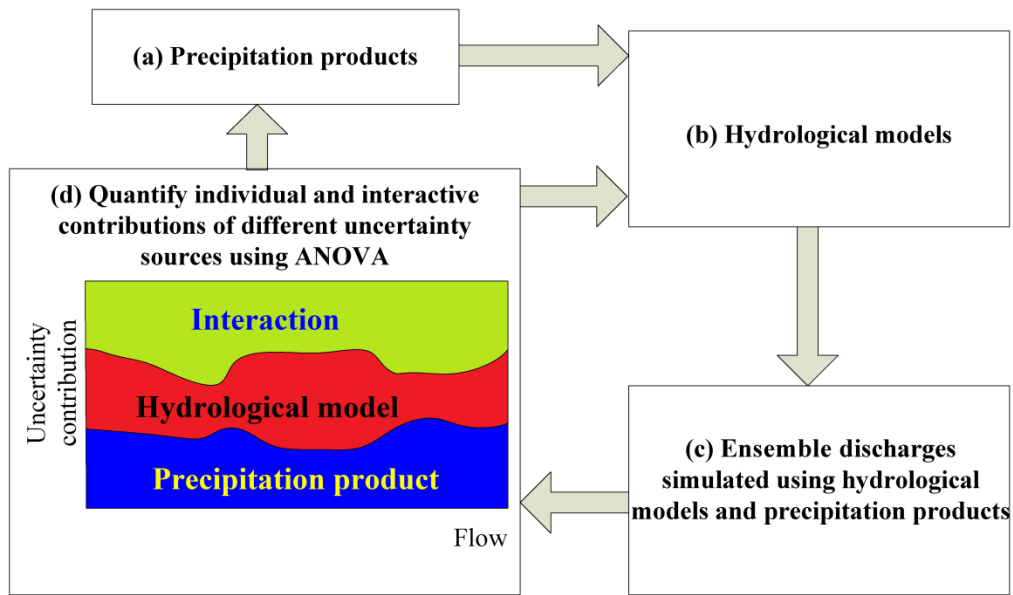 (a) Precipitation products
(b) Hydrological models
(d) Quantify individual and interactive
contributions of different uncertainty
sources using ANOVA
Uncertainty
contribution
Interaction
Hydrological model
Precipitation product
Flow
(c) Ensemble discharges
simulated using hydrological
models and precipitation products